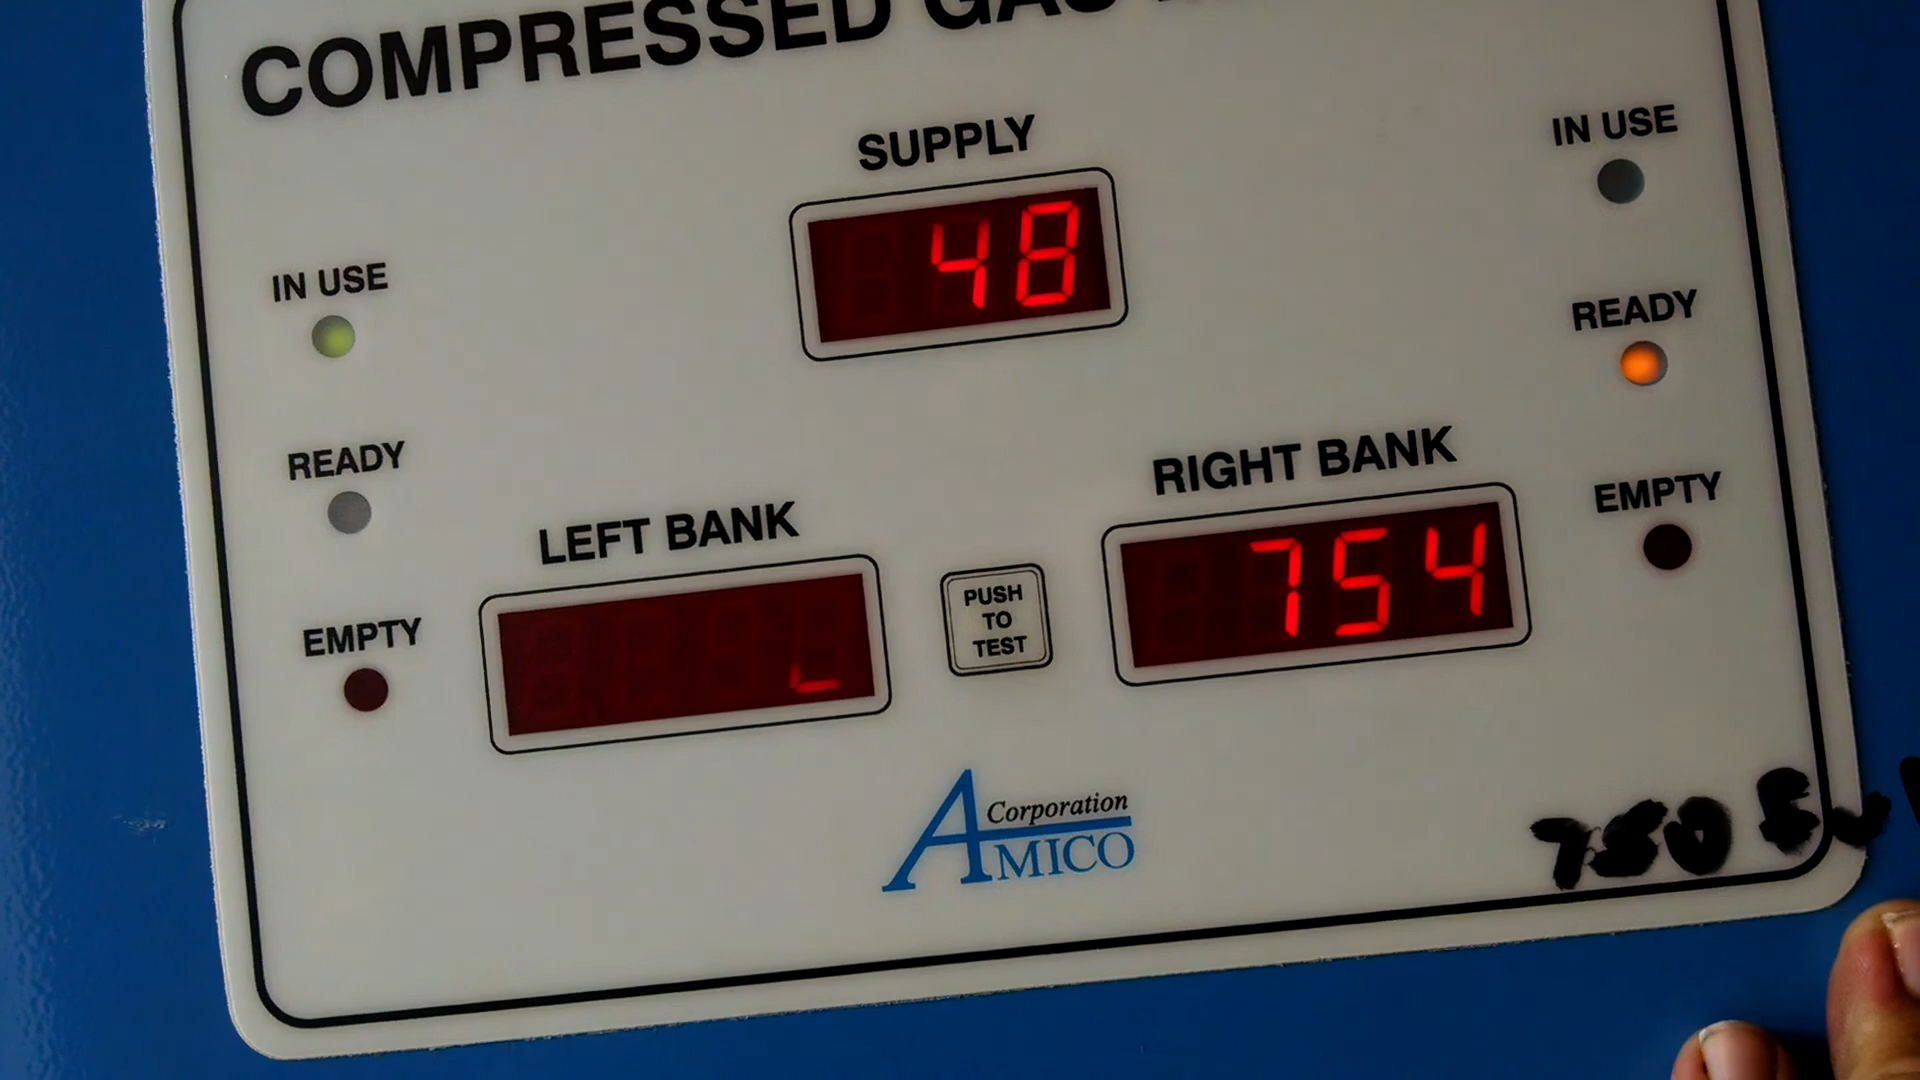 COMPRESSED GAS
SUPPLY
48
IN USE
IN USE
READY
READY
EMPTY
EMPTY
LEFT BANK
RIGHT BANK
754
PUSH
TO
TEST
Corporation
AMICO
750